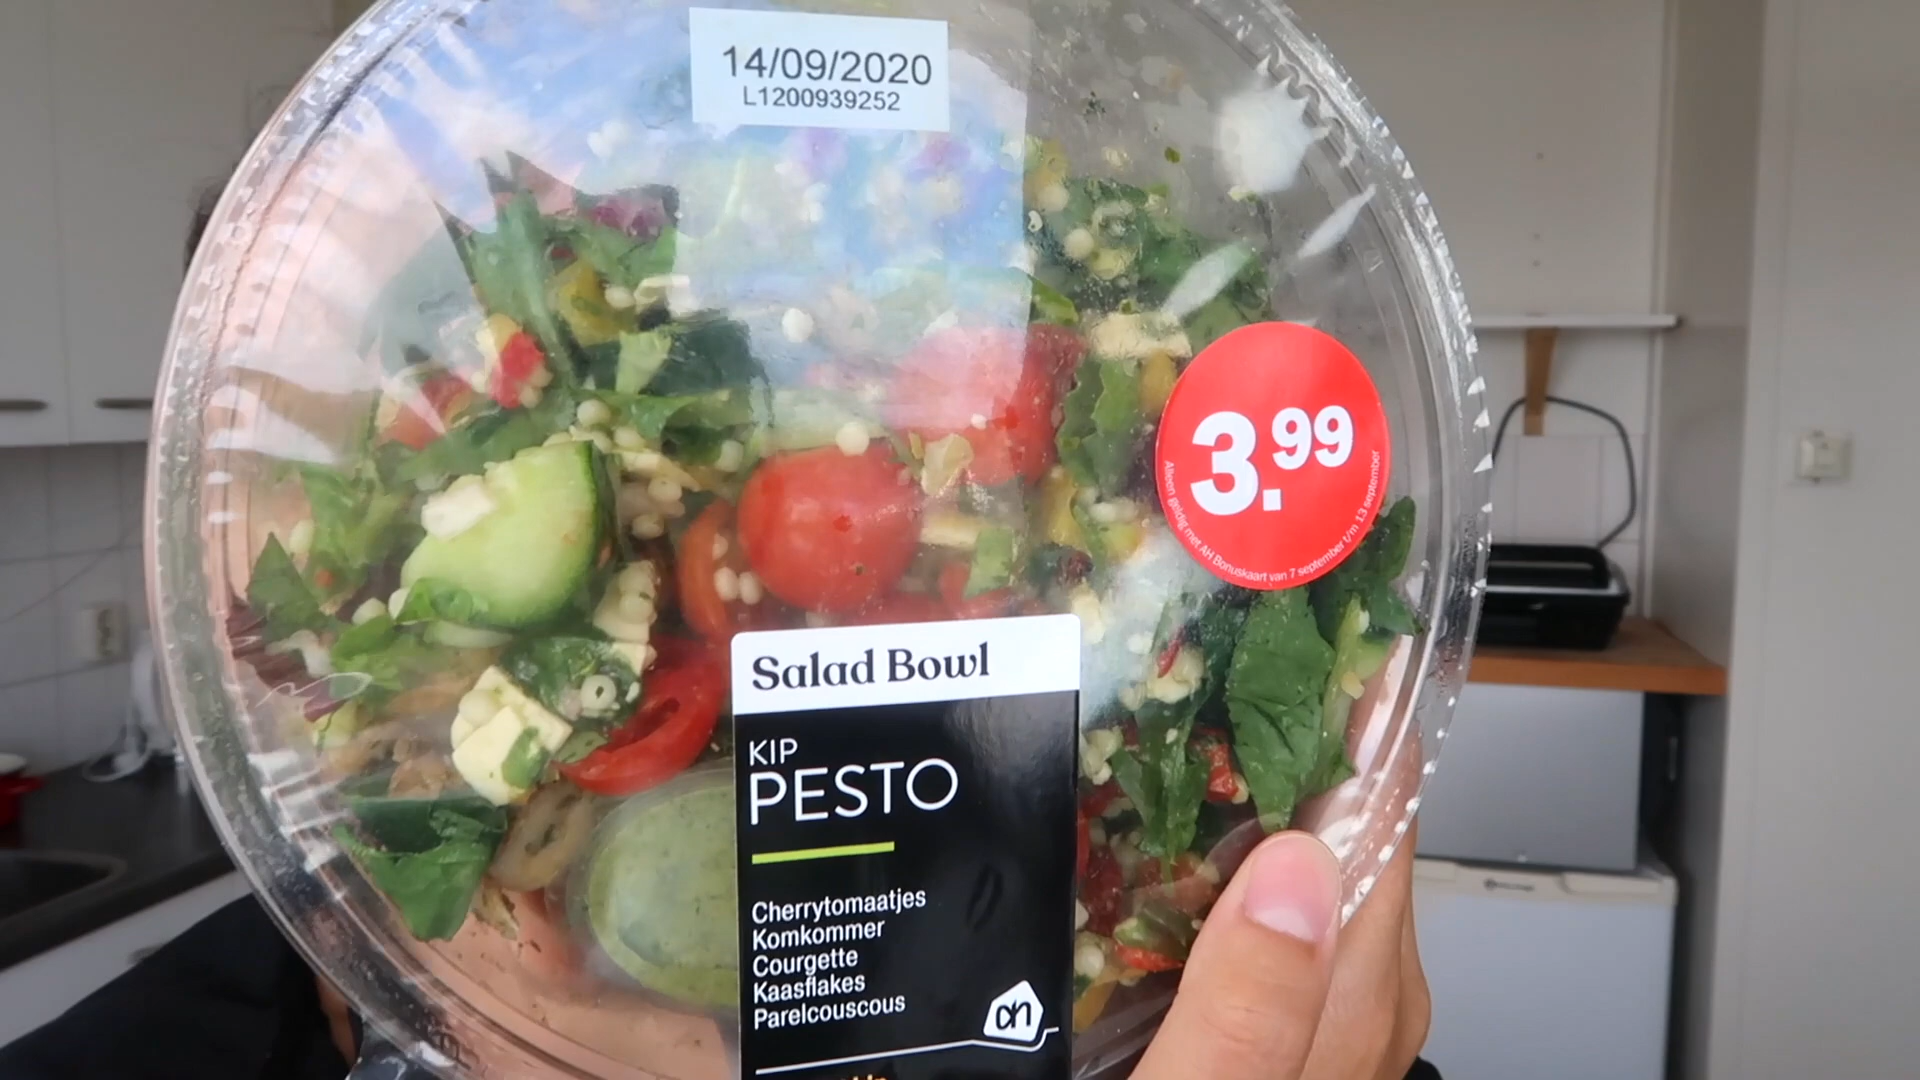 14/09/2020
L1200939252
3.99
Alleen geldig met AH Bonuskaart van 7 september t/m 13 september
Salad Bowl
KIP
PESTO
Cherrytomaatjes
Komkommer
Courgette
Kaasflakes
Parelcouscous
ah